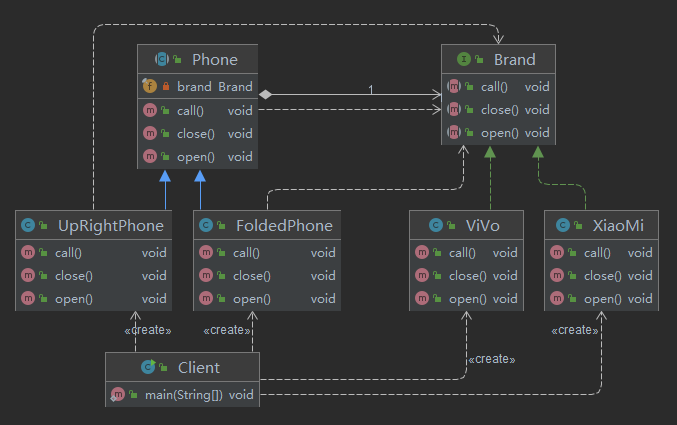 Phone
brand Brand
call() void
close() void
open() void
1
Brand
call() void
close() void
open() void
UpRightPhone
call() void
close() void
open() void
FoldedPhone
call() void
close() void
open() void
ViVo
call() void
close() void
open() void
XiaoMi
call() void
close() void
open() void
«create»
«create»
«create»
«create»
Client
main(String[]) void